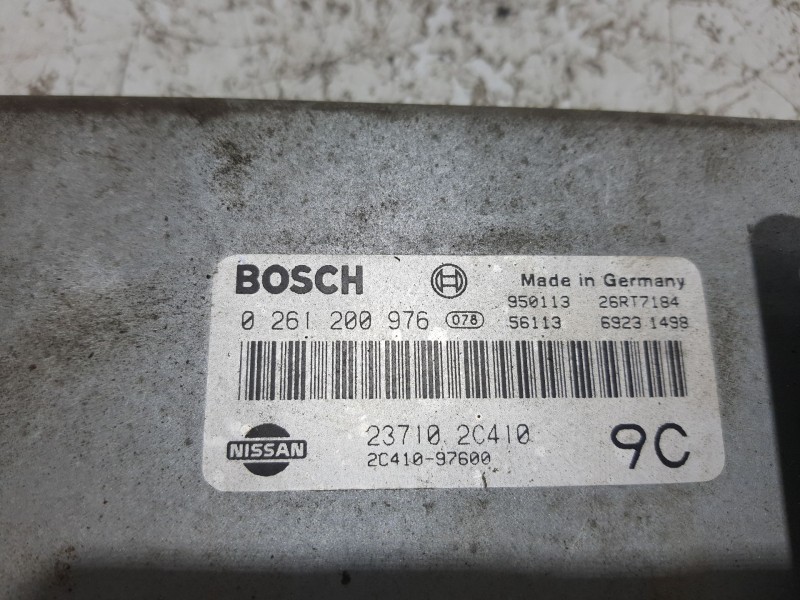 BOSCH Made in Germany
950113 26RT7184
0 261 200 976 078 56113 6923 1498
23710 2C410 9C
NISSAN 2C410-97600